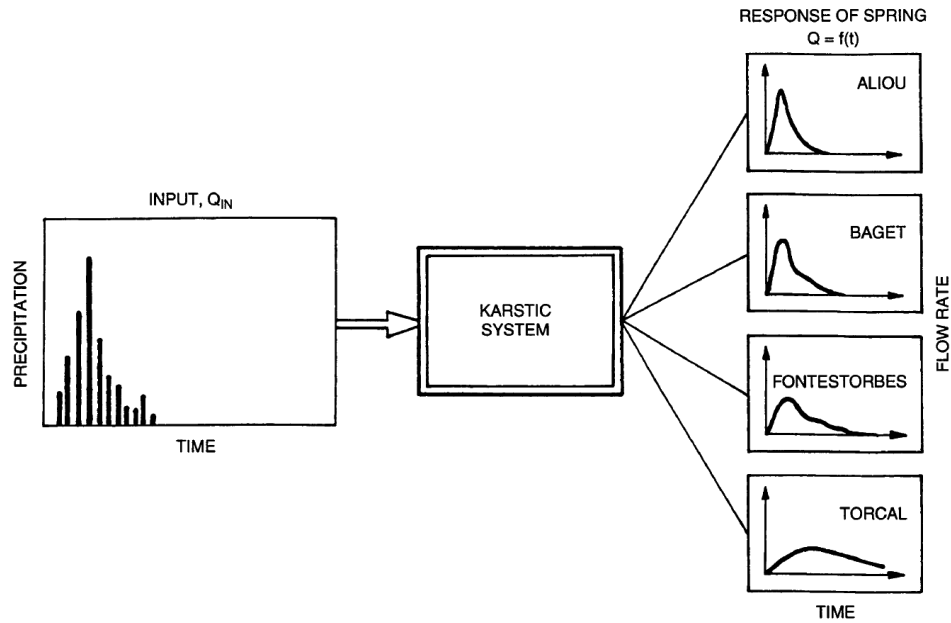 RESPONSE OF SPRING
Q = f(t)
ALIOU
INPUT, Q_IN
PRECIPITATION
TIME
KARSTIC
SYSTEM
BAGET
FONTESTORBES
TORCAL
FLOW RATE
TIME